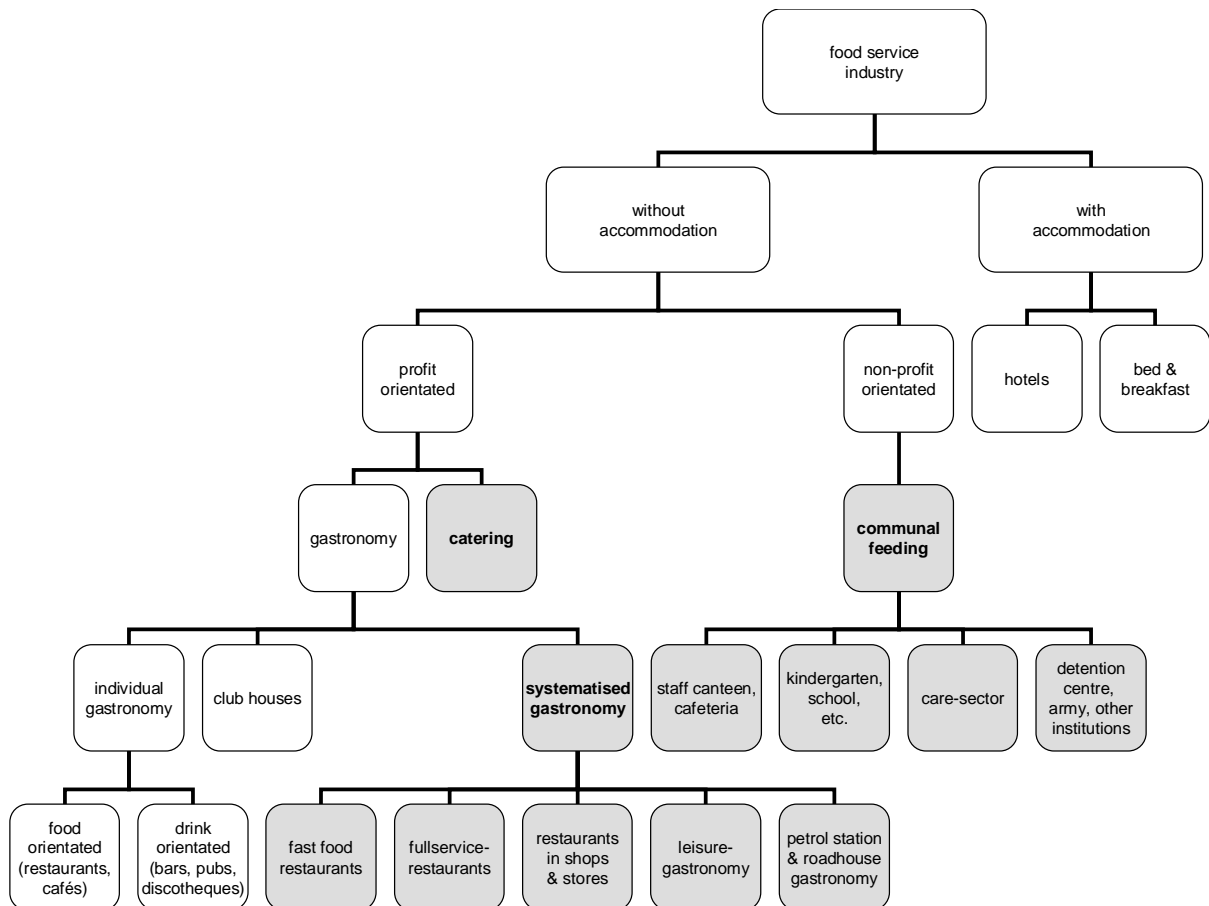 food service
industry
without
accommodation
with
accommodation
profit
orientated
non-profit
orientated
hotels
bed &
breakfast
gastronomy
catering
communal
feeding
individual
gastronomy
club houses
systematised
gastronomy
staff canteen,
cafeteria
kindergarten,
school,
etc.
care-sector
detention
centre,
army, other
institutions
food
orientated
(restaurants,
cafés)
drink
orientated
(bars, pubs,
discotheques)
fast food
restaurants
fullservice-
restaurants
restaurants
in shops
& stores
leisure-
gastronomy
petrol station
& roadhouse
gastronomy